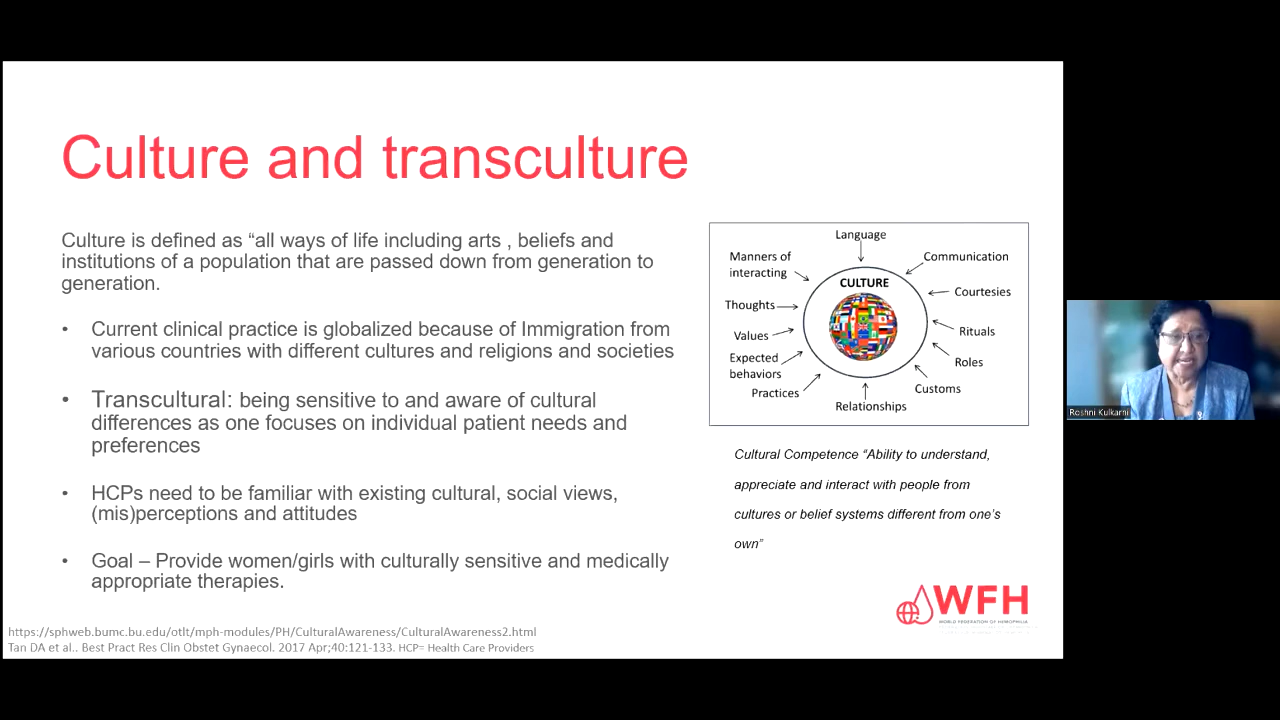 Culture and transculture
Culture is defined as “all ways of life including arts , beliefs and
institutions of a population that are passed down from generation to
generation.
• Current clinical practice is globalized because of Immigration from
various countries with different cultures and religions and societies
• Transcultural: being sensitive to and aware of cultural
differences as one focuses on individual patient needs and
preferences
• HCPs need to be familiar with existing cultural, social views,
(mis)perceptions and attitudes
• Goal – Provide women/girls with culturally sensitive and medically
appropriate therapies.
Language
Manners of
interacting
Communication
CULTURE
Thoughts
Courtesies
Values
Rituals
Expected
behaviors
Roles
Practices
Customs
Relationships
Cultural Competence “Ability to understand,
appreciate and interact with people from
cultures or belief systems different from one’s
own”
WFH
WORLD FEDERATION OF HEMOPHILIA
https://sphweb.bumc.bu.edu/otlt/mph-modules/PH/CulturalAwareness/CulturalAwareness2.html
Tan DA et al.. Best Pract Res Clin Obstet Gynaecol. 2017 Apr;40:121-133. HCP= Health Care Providers
Roshni Kulkarni